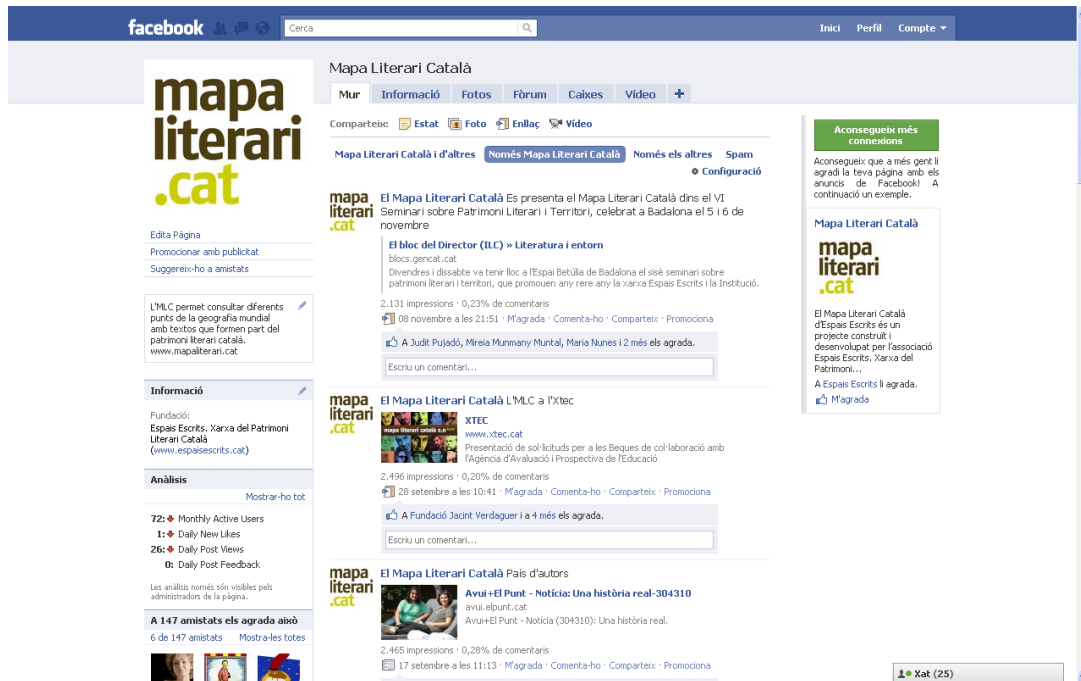 facebook
Cerca
Inici Perfil Compte
mapa
literari
.cat
Edita Pàgina
Promocionar amb publicitat
Suggereix-ho a amistats
L'MLC permet consultar diferents
punts de la geografia mundial
amb textos que formen part del
patrimoni literari català.
www.mapaliterari.cat
Informació
Fundació:
Espais Escrits. Xarxa del Patrimoni
Literari Català
(www.espaisescrits.cat)
Anàlisis
Mostrar-ho tot
72: Monthly Active Users
1: Daily New Likes
26: Daily Post Views
0: Daily Post Feedback
Les anàlisis només són visibles pels
administradors de la pàgina.
A 147 amistats els agrada això
6 de 147 amistats Mostra-les totes
Mapa Literari Català
Mur Informació Fotos Fòrum Caixes Vídeo +
Comparteix: Estat Foto Enllaç Vídeo
Mapa Literari Català i d'altres Només Mapa Literari Català Només els altres Spam
Configuració
mapa
literari
.cat
El Mapa Literari Català Es presenta el Mapa Literari Català dins el VI
Seminari sobre Patrimoni Literari i Territori, celebrat a Badalona el 5 i 6 de
novembre
El bloc del Director (ILC) » Literatura i entorn
blocs.gencat.cat
Divendres i dissabte va tenir lloc a l'Espai Betúlia de Badalona el sisè seminari sobre
patrimoni literari i territori, que promouen any rere any la xarxa Espais Escrits i la Institució.
2.131 impressions · 0,23% de comentaris
08 novembre a les 21:51 · M'agrada · Comenta-ho · Comparteix · Promociona
A Judit Pujadó, Mireia Munmany Muntal, Maria Nunes i 2 més els agrada.
Escriu un comentari...
mapa
literari
.cat
El Mapa Literari Català L'MLC a l'Xtec
mapa literari català 2.0
XTEC
www.xtec.cat
Presentació de sol·licituds per a les Beques de col·laboració amb
l'Agència d'Avaluació i Prospectiva de l'Educació
2.496 impressions · 0,20% de comentaris
28 setembre a les 10:41 · M'agrada · Comenta-ho · Comparteix · Promociona
A Fundació Jacint Verdaguer i a 4 més els agrada.
Escriu un comentari...
mapa
literari
.cat
El Mapa Literari Català País d'autors
Avui+El Punt - Notícia: Una història real-304310
avui.elpunt.cat
Avui+El Punt - Notícia (304310): Una història real.
2.465 impressions · 0,28% de comentaris
17 setembre a les 11:13 · M'agrada · Comenta-ho · Comparteix · Promociona
Aconsegueix més
connexions
Aconsegueix que a més gent li
agradi la teva pàgina amb els
anuncis de Facebook! A
continuació un exemple.
Mapa Literari Català
mapa
literari
.cat
El Mapa Literari Català
d'Espais Escrits és un
projecte construït i
desenvolupat per l'associació
Espais Escrits. Xarxa del
Patrimoni...
A Espais Escrits li agrada.
M'agrada
Xat (25)